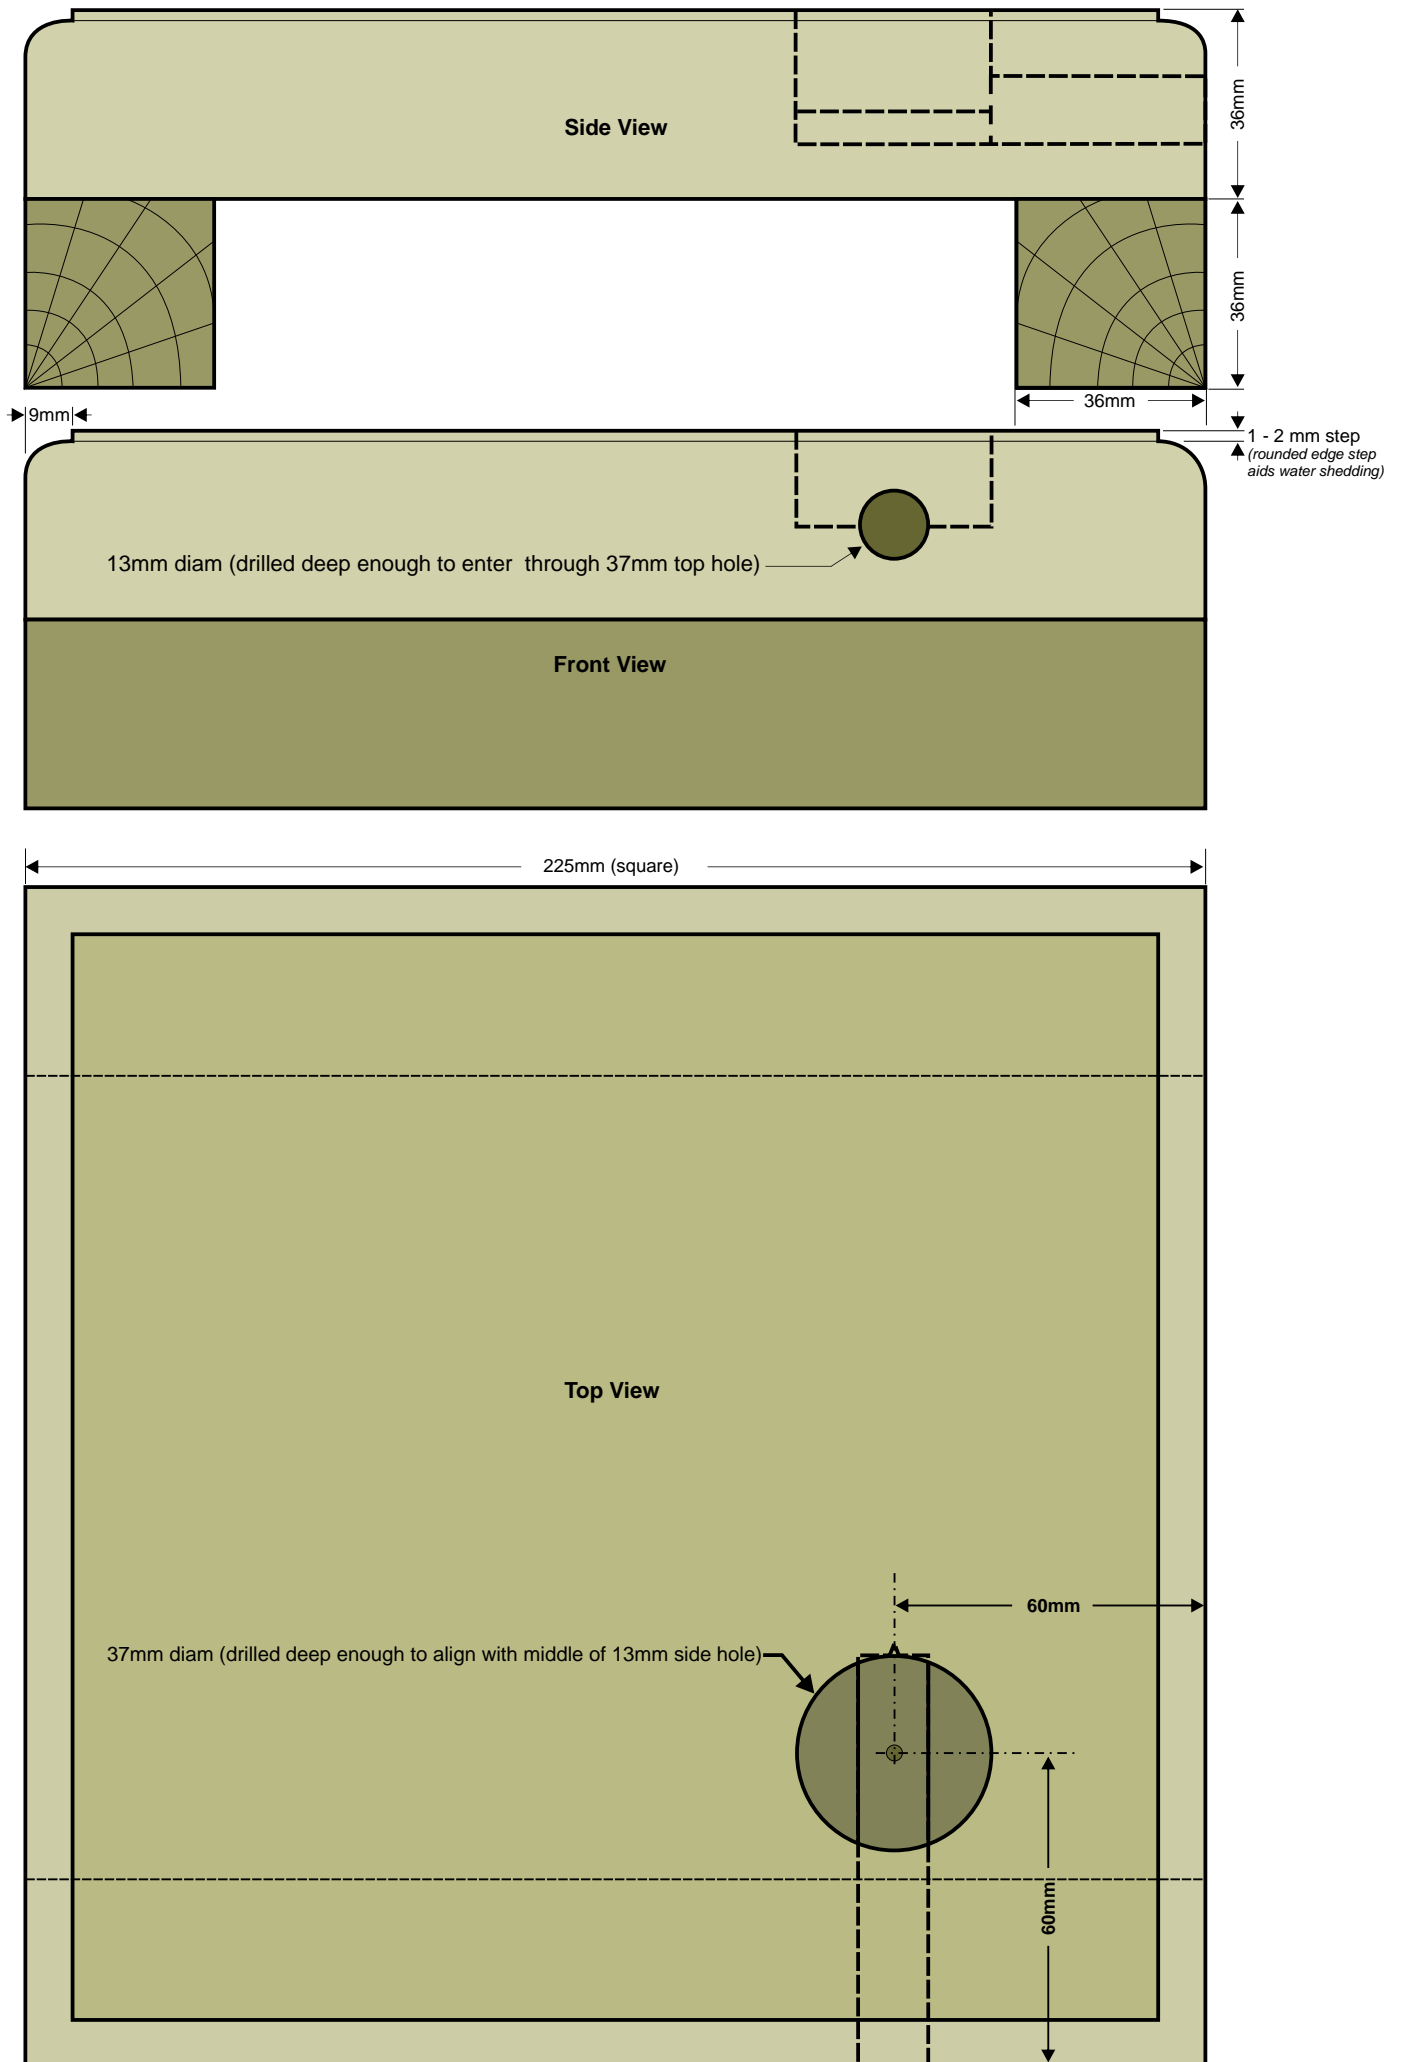 Side View
36mm
36mm
9mm
36mm
1 - 2 mm step
(rounded edge step
aids water shedding)
13mm diam (drilled deep enough to enter  through 37mm top hole)
Front View
225mm (square)
Top View
60mm
37mm diam (drilled deep enough to align with middle of 13mm side hole)
60mm